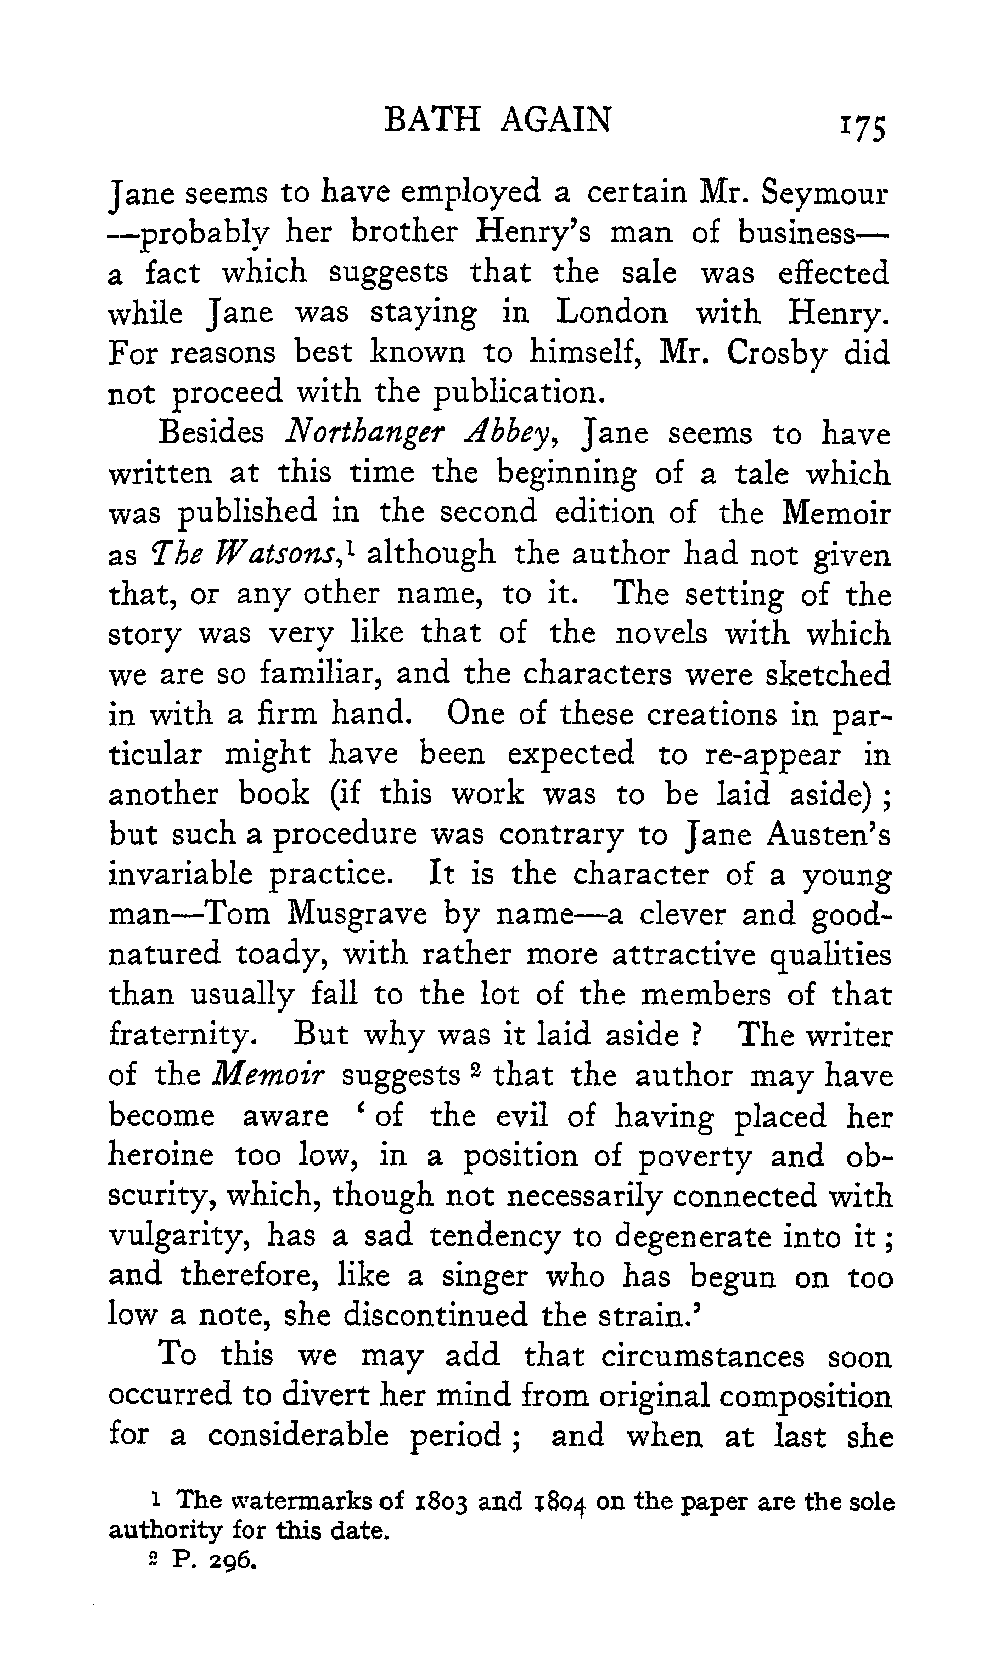 BATH AGAIN 175
Jane seems to have employed a certain Mr. Seymour
—probably her brother Henry's man of business—
a fact which suggests that the sale was effected
while Jane was staying in London with Henry.
For reasons best known to himself, Mr. Crosby did
not proceed with the publication.
Besides Northanger Abbey, Jane seems to have
written at this time the beginning of a tale which
was published in the second edition of the Memoir
as The Watsons,¹ although the author had not given
that, or any other name, to it. The setting of the
story was very like that of the novels with which
we are so familiar, and the characters were sketched
in with a firm hand. One of these creations in par-
ticular might have been expected to re-appear in
another book (if this work was to be laid aside) ;
but such a procedure was contrary to Jane Austen's
invariable practice. It is the character of a young
man—Tom Musgrave by name—a clever and good-
natured toady, with rather more attractive qualities
than usually fall to the lot of the members of that
fraternity. But why was it laid aside ? The writer
of the Memoir suggests ² that the author may have
become aware ' of the evil of having placed her
heroine too low, in a position of poverty and ob-
scurity, which, though not necessarily connected with
vulgarity, has a sad tendency to degenerate into it ;
and therefore, like a singer who has begun on too
low a note, she discontinued the strain.'
To this we may add that circumstances soon
occurred to divert her mind from original composition
for a considerable period ; and when at last she
1 The watermarks of 1803 and 1804 on the paper are the sole
authority for this date.
2 P. 296.